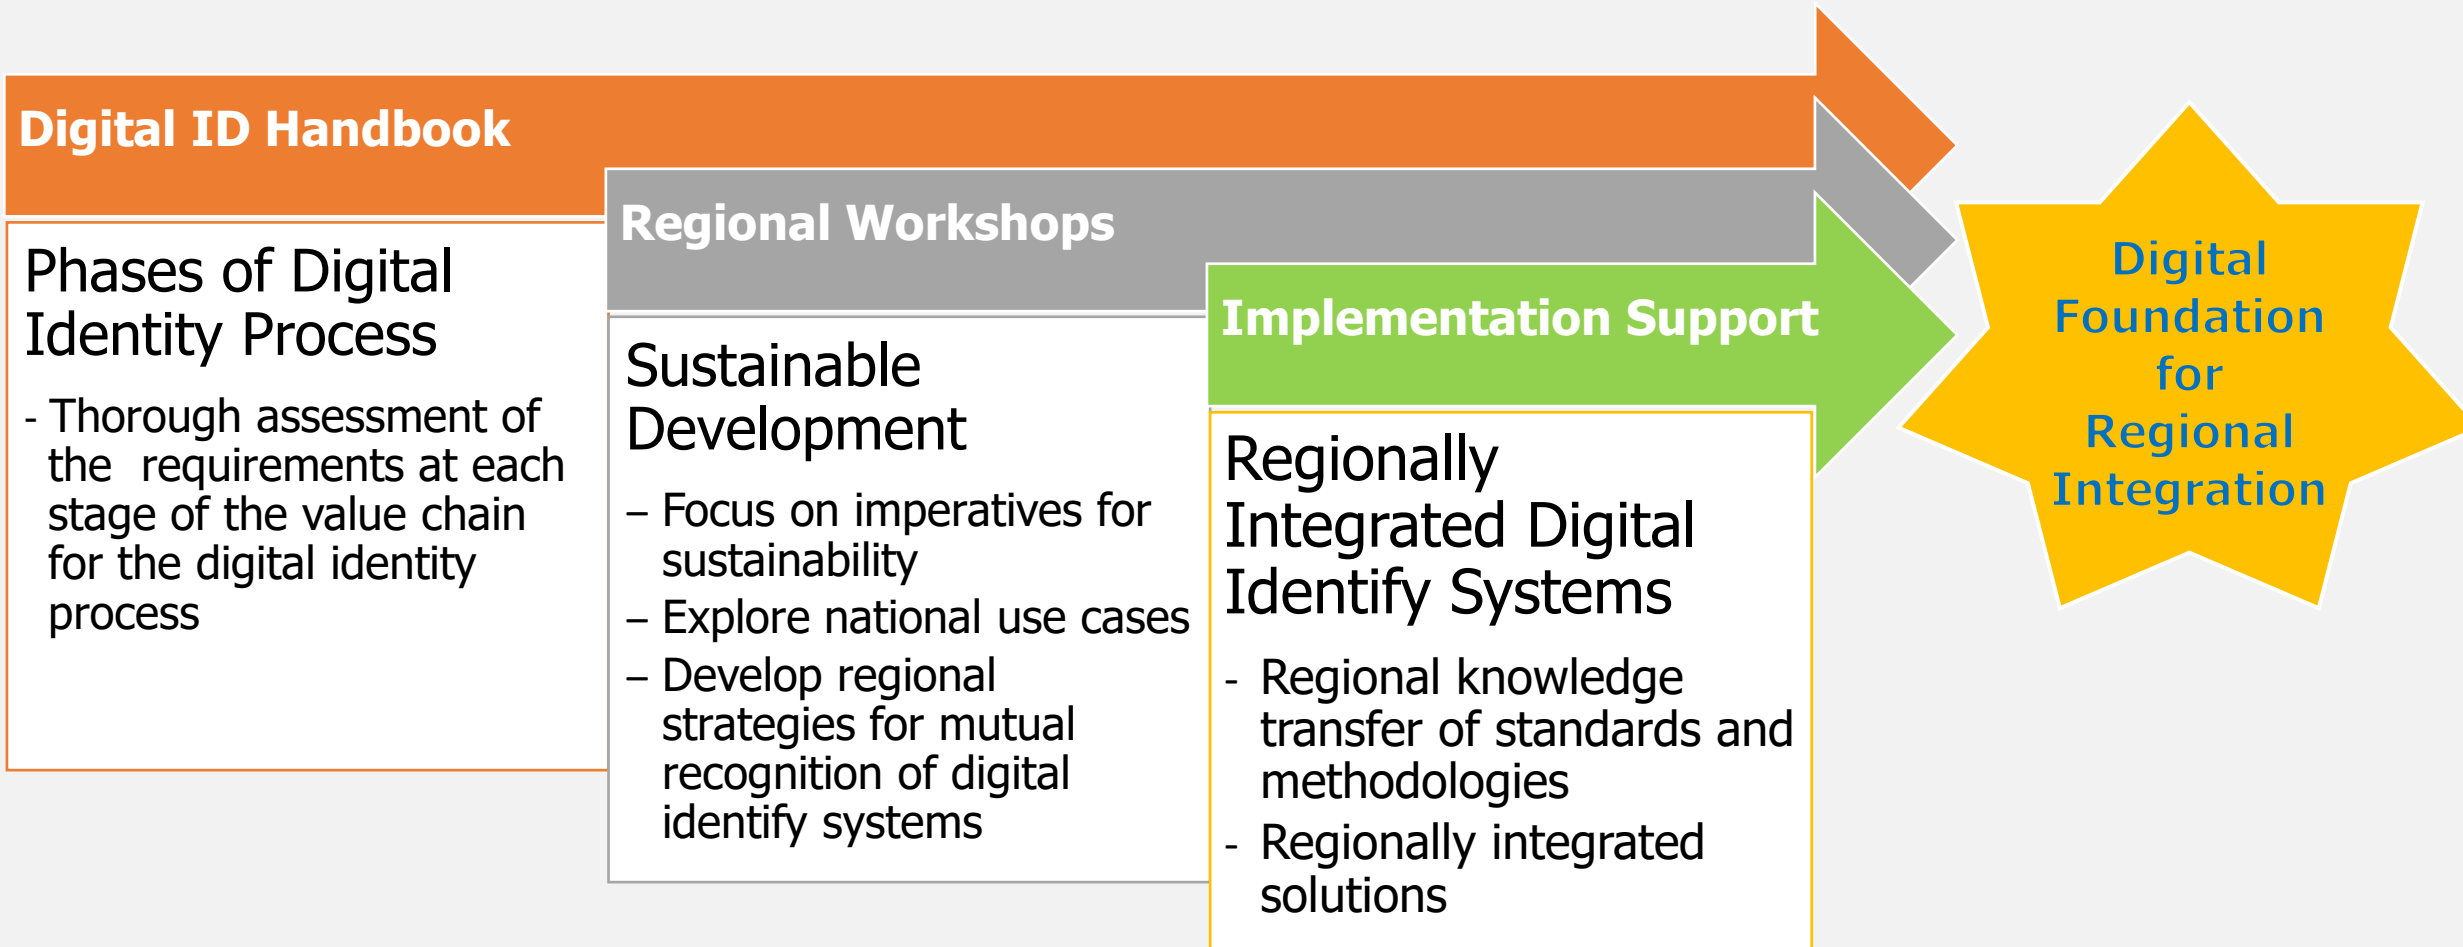 Digital ID Handbook
Phases of Digital
Identity Process
- Thorough assessment of
the  requirements at each
stage of the value chain
for the digital identity
process
Regional Workshops
Sustainable
Development
– Focus on imperatives for
sustainability
– Explore national use cases
– Develop regional
strategies for mutual
recognition of digital
identify systems
Implementation Support
Regionally
Integrated Digital
Identify Systems
- Regional knowledge
transfer of standards and
methodologies
- Regionally integrated
solutions
Digital
Foundation
for
Regional
Integration